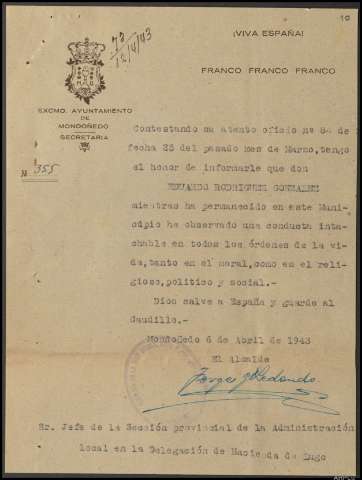 10
73
12/4/43
¡VIVA ESPAÑA!
FRANCO FRANCO FRANCO
EXCMO. AYUNTAMIENTO
DE
MONDOÑEDO
SECRETARIA
N.º 355
Contestando su atento oficio nº 84 de
fecha 23 del pasado mes de Marzo, tengo
el honor de informarle que don
EDUARDO RODRIGUEZ GONZALEZ
mientras ha permanecido en este Muni-
cipio ha observado una conducta inta-
chable en todos los órdenes de la vi-
da, tanto en el moral, como en el reli-
gioso, político y social.-
Dios salve a España y guarde al
Caudillo.-
Mondoñedo 6 de Abril de 1943
El Alcalde
Redondo
Sr. Jefe de la Sección provincial de la Administración
local en la Delegación de Hacienda de Lugo